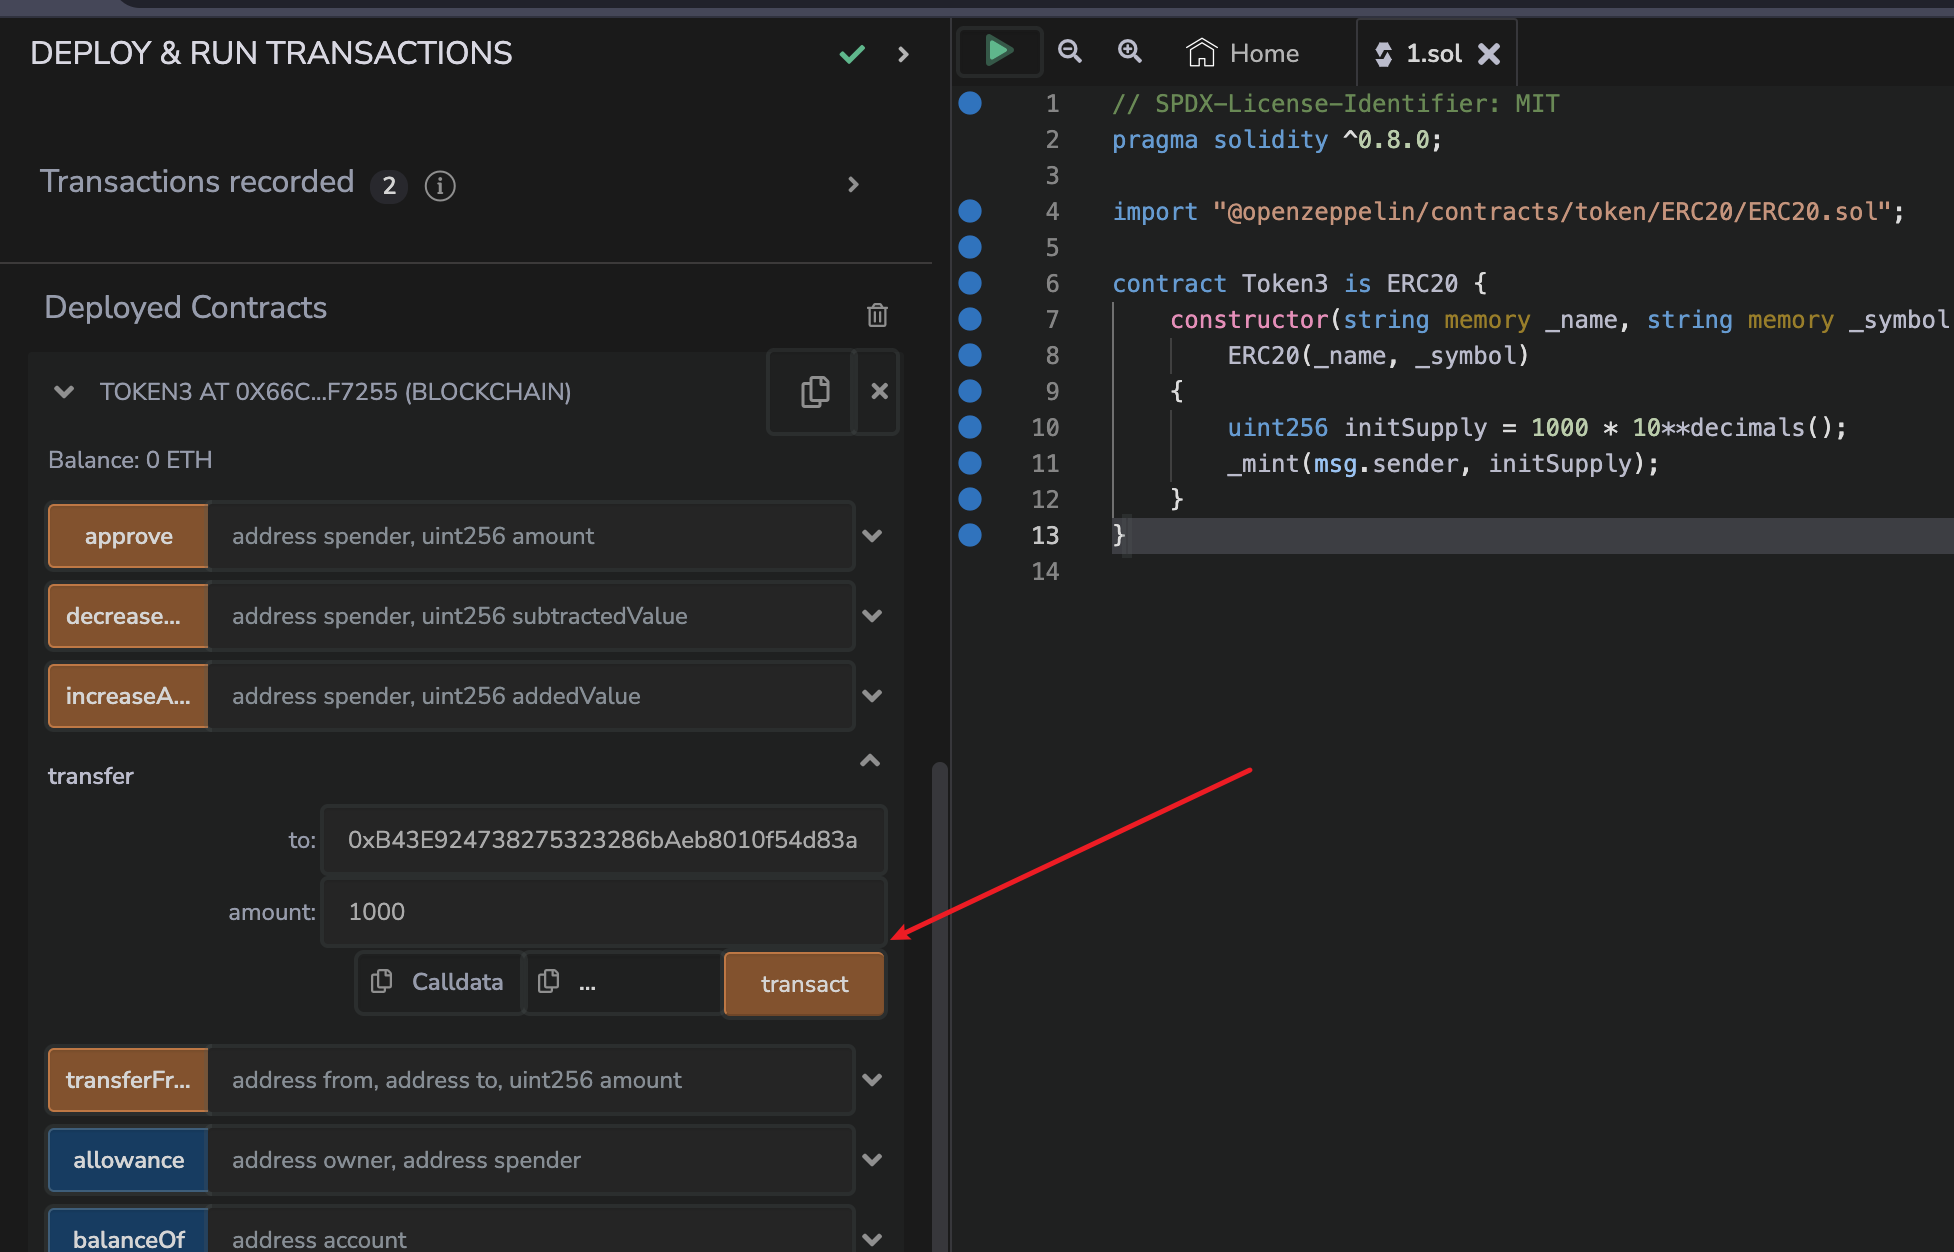 DEPLOY & RUN TRANSACTIONS
Transactions recorded 2 i
Deployed Contracts
TOKEN3 AT 0X66C...F7255 (BLOCKCHAIN)
Balance: 0 ETH
approve address spender, uint256 amount
decrease... address spender, uint256 subtractedValue
increaseA... address spender, uint256 addedValue
transfer
to: 0xB43E924738275323286bAeb8010f54d83a
amount: 1000
Calldata ... transact
transferFr... address from, address to, uint256 amount
allowance address owner, address spender
balanceOf address account
Home 1.sol
1 // SPDX-License-Identifier: MIT
2 pragma solidity ^0.8.0;
3
4 import "@openzeppelin/contracts/token/ERC20/ERC20.sol";
5
6 contract Token3 is ERC20 {
7 constructor(string memory _name, string memory _symbol
8 ERC20(_name, _symbol)
9 {
10 uint256 initSupply = 1000 * 10**decimals();
11 _mint(msg.sender, initSupply);
12 }
13 }
14